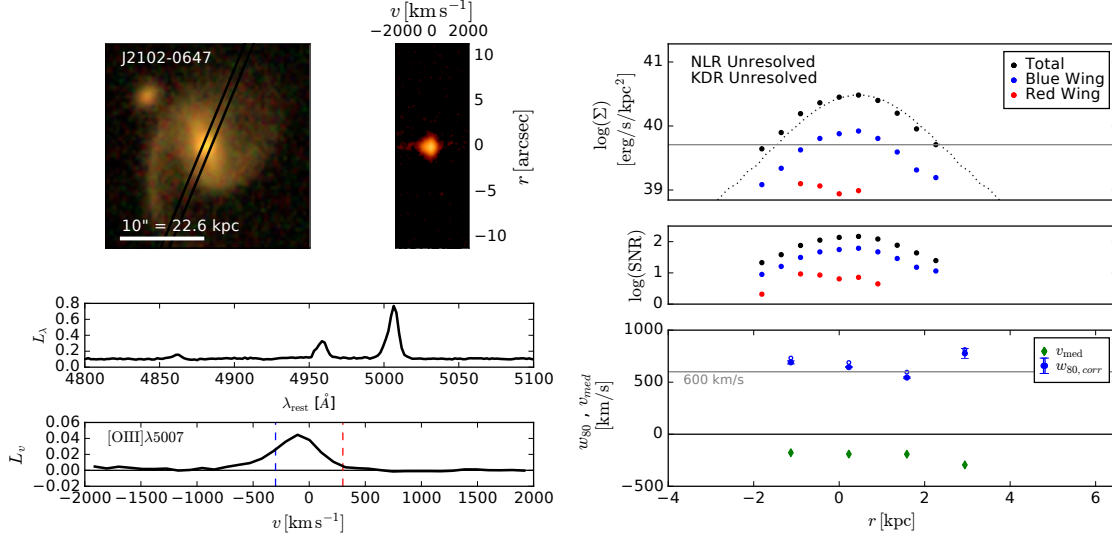 J2102-0647
10" = 22.6 kpc
v [km s⁻¹]
−2000 0 2000
10
5
0
−5
−10
r [arcsec]
0.8
0.6
0.4
0.2
0.0
L_λ
4800 4850 4900 4950 5000 5050 5100
λ_rest [Å]
0.06
0.04
0.02
0.00
−0.02
L_v
[OIII]λ5007
−2000 −1500 −1000 −500 0 500 1000 1500 2000
v [km s⁻¹]
NLR Unresolved
KDR Unresolved
Total
Blue Wing
Red Wing
41
40
39
log(Σ)
[erg/s/kpc²]
2
1
0
log(SNR)
1000
500
0
−500
w₈₀ , v_med
[km/s]
600 km/s
v_med
w_80,corr
−4 −2 0 2 4 6
r [kpc]